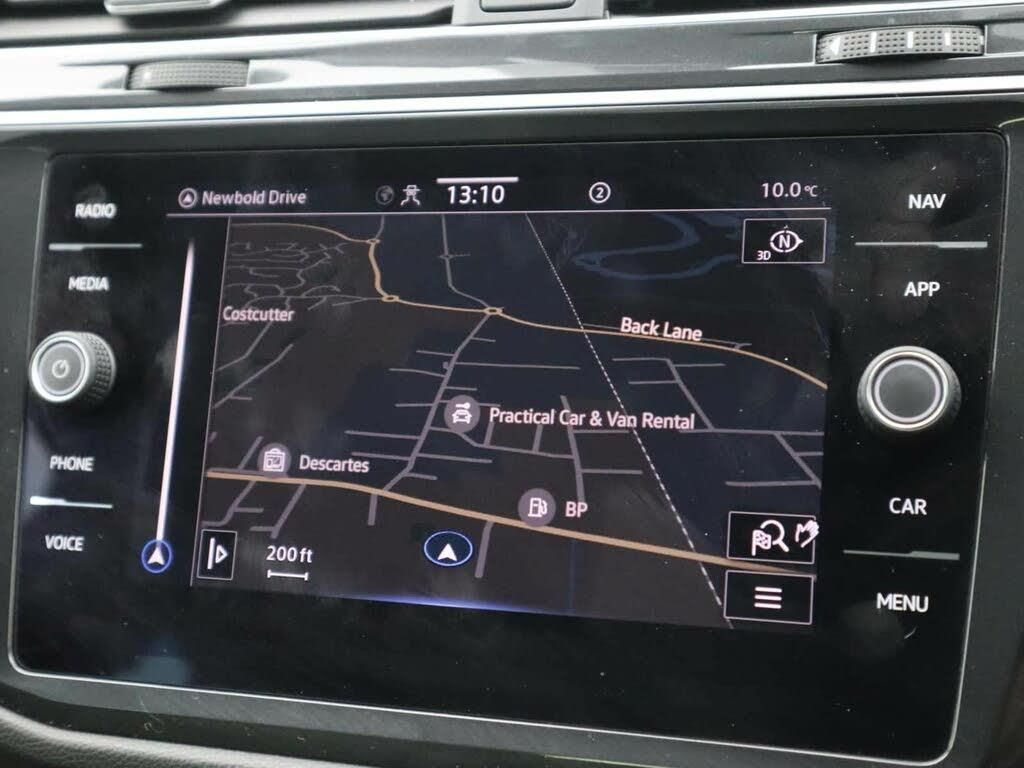 RADIO
MEDIA
PHONE
VOICE
Newbold Drive
13:10
2
10.0 °C
N
3D
Costcutter
Back Lane
Practical Car & Van Rental
Descartes
BP
200 ft
NAV
APP
CAR
MENU